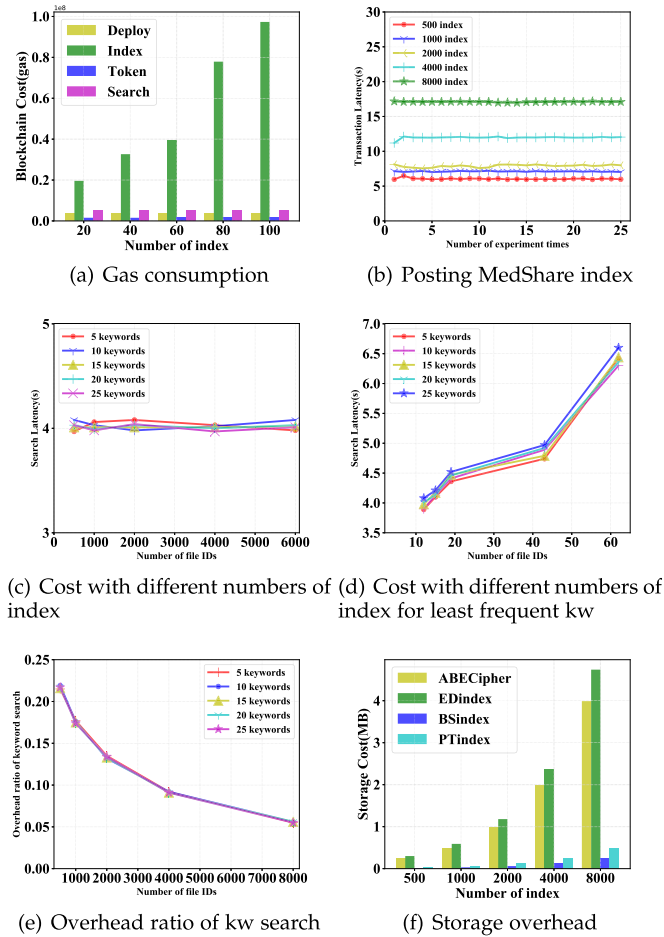 1e8
1.0
0.8
0.6
0.4
0.2
0.0
Blockchain Cost(gas)
Deploy
Index
Token
Search
20 40 60 80 100
Number of index
(a) Gas consumption
30
25
20
15
10
5
0
Transaction Latency(s)
500 index
1000 index
2000 index
4000 index
8000 index
0 5 10 15 20 25
Number of experiment times
(b) Posting MedShare index
5
4
3
Search Latency(s)
5 keywords
10 keywords
15 keywords
20 keywords
25 keywords
0 1000 2000 3000 4000 5000 6000
Number of file IDs
(c) Cost with different numbers of
index
7.0
6.5
6.0
5.5
5.0
4.5
4.0
3.5
Search Latency(s)
5 keywords
10 keywords
15 keywords
20 keywords
25 keywords
10 20 30 40 50 60
Number of file IDs
(d) Cost with different numbers of
index for least frequent kw
0.25
0.20
0.15
0.10
0.05
0.00
Overhead ratio of keyword search
5 keywords
10 keywords
15 keywords
20 keywords
25 keywords
1000 2000 3000 4000 5000 6000 7000 8000
Number of file IDs
(e) Overhead ratio of kw search
4
3
2
1
0
Storage Cost(MB)
ABECipher
EDindex
BSindex
PTindex
500 1000 2000 4000 8000
Number of index
(f) Storage overhead